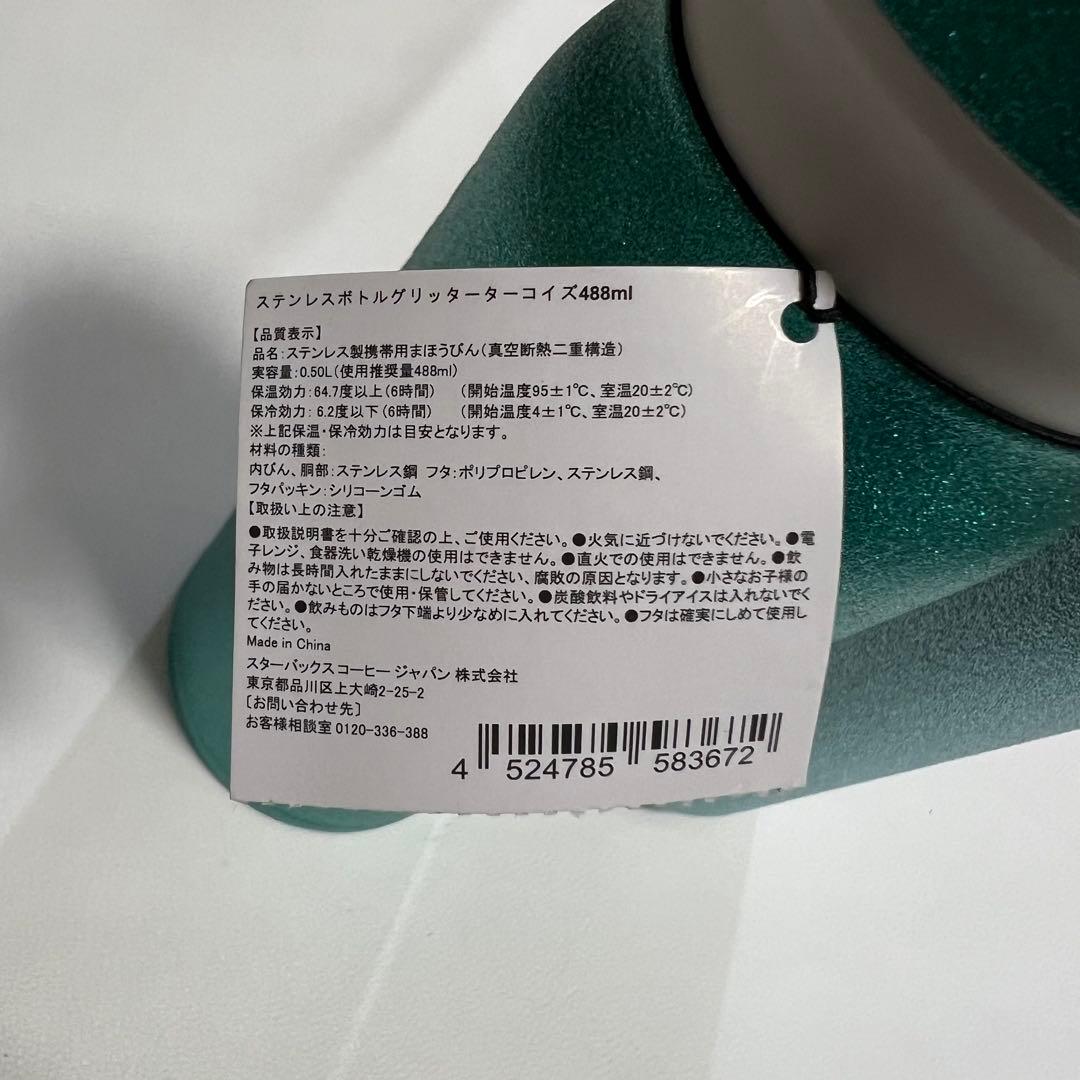 ステンレスボトルグリッターターコイズ488ml
【品質表示】
品名：ステンレス製携帯用まほうびん（真空断熱二重構造）
実容量：0.50L（使用推奨量488ml）
保温効力：64.7度以上（6時間）　（開始温度95±1℃、室温20±2℃）
保冷効力：6.2度以下（6時間）　（開始温度4±1℃、室温20±2℃）
※上記保温・保冷効力は目安となります。
材料の種類：
内びん、胴部：ステンレス鋼 フタ：ポリプロピレン、ステンレス鋼、
フタパッキン：シリコーンゴム
【取扱い上の注意】
●取扱説明書を十分ご確認の上、ご使用ください。●火気に近づけないでください。●電
子レンジ、食器洗い乾燥機の使用はできません。●直火での使用はできません。●飲
み物は長時間入れたままにしないでください、腐敗の原因となります。●小さなお子様の
手の届かないところで使用・保管してください。●炭酸飲料やドライアイスは入れないでく
ださい。●飲みものはフタ下端より少なめに入れてください。●フタは確実にしめて使用し
てください。
Made in China
スターバックス コーヒー ジャパン 株式会社
東京都品川区上大崎2-25-2
〔お問い合わせ先〕
お客様相談室 0120-336-388
4 524785 583672